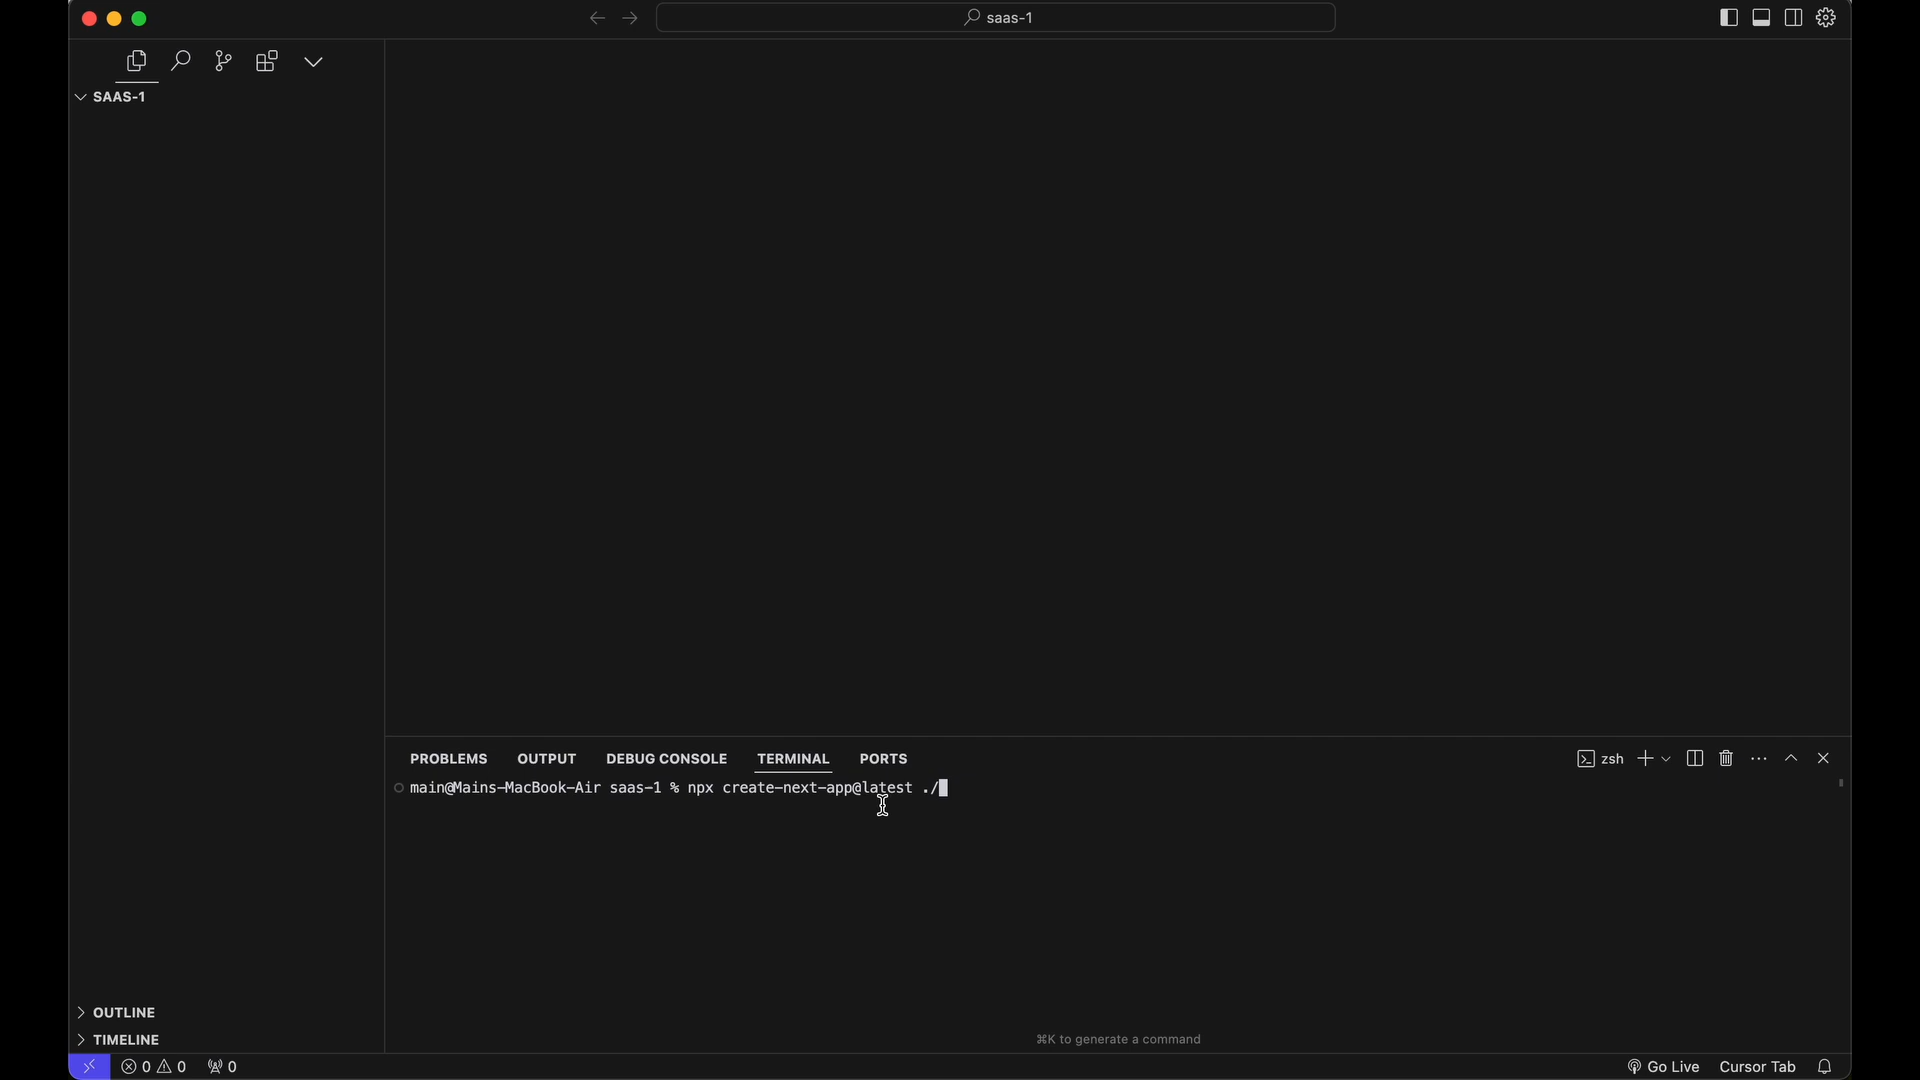 saas-1
SAAS-1
PROBLEMS OUTPUT DEBUG CONSOLE TERMINAL PORTS
zsh
main@Mains-MacBook-Air saas-1 % npx create-next-app@latest ./
OUTLINE
TIMELINE
⌘K to generate a command
0 0 0
Go Live Cursor Tab